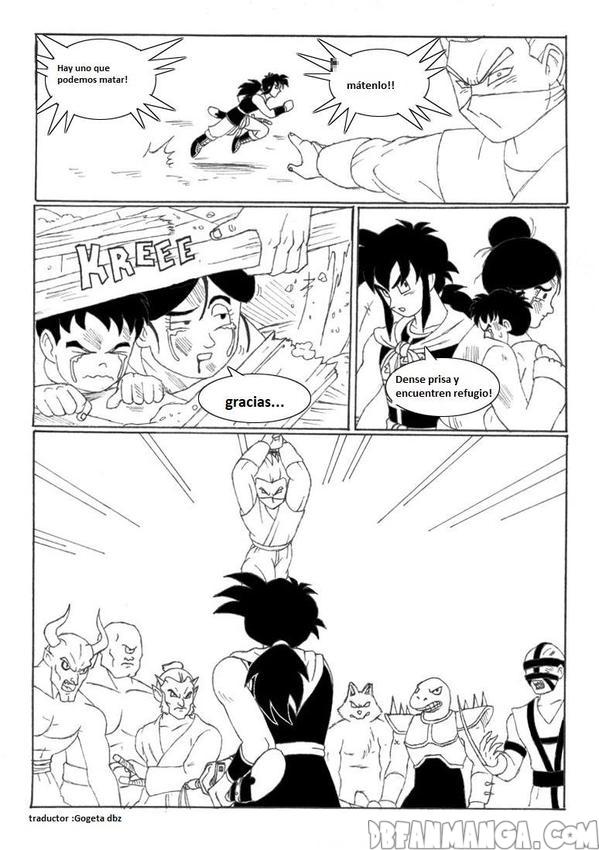 Hay uno que
podemos matar!
mátenlo!!
KREEE
gracias...
Dense prisa y
encuentren refugio!
traductor :Gogeta dbz
DBFANMANGA.COM